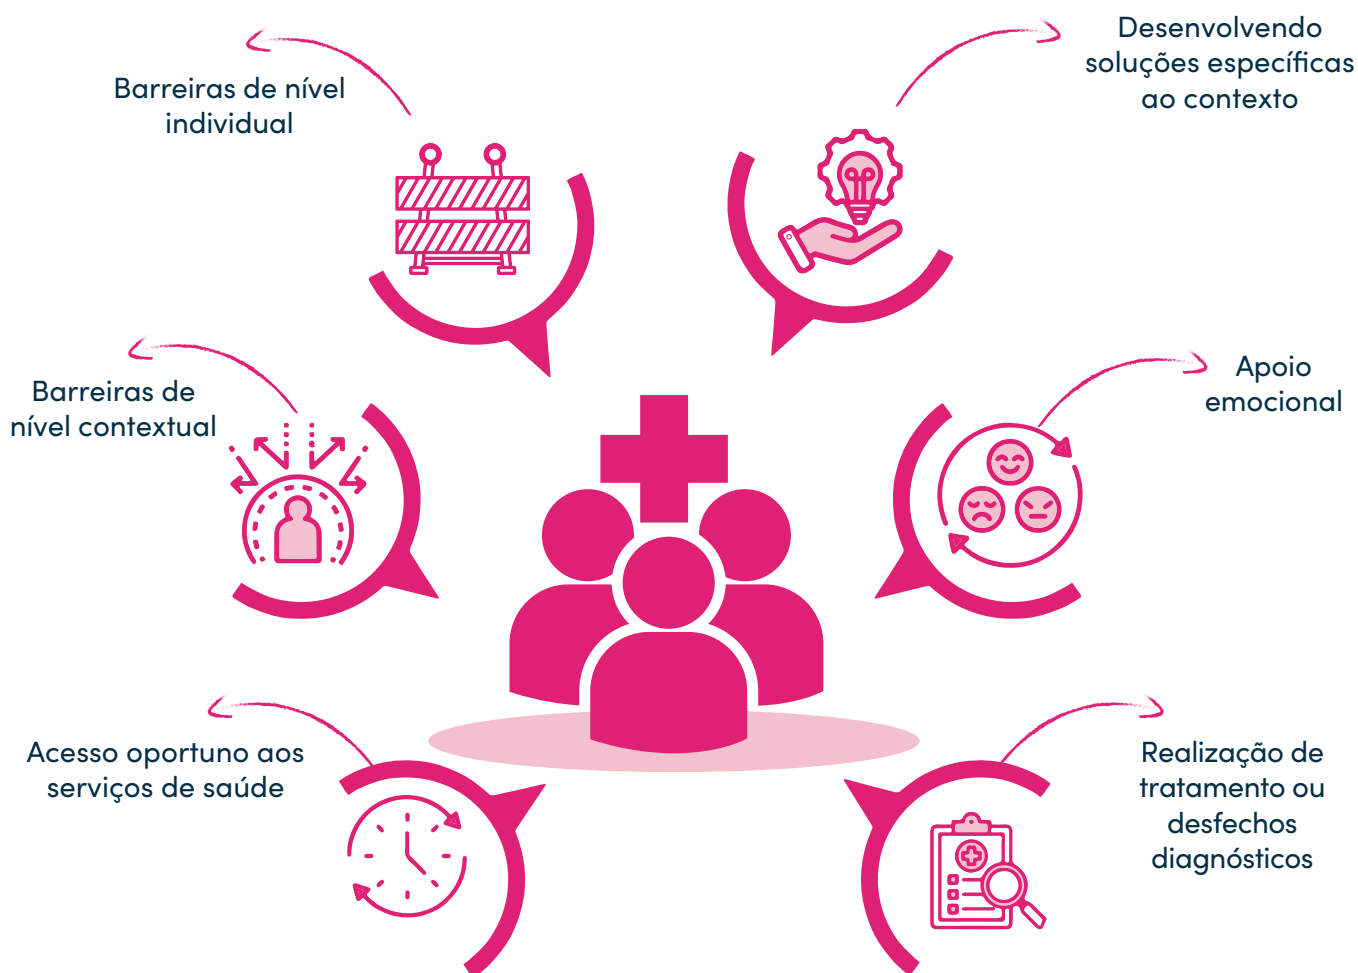 Barreiras de nível
individual
Desenvolvendo
soluções específicas
ao contexto
Barreiras de
nível contextual
Apoio
emocional
Acesso oportuno aos
serviços de saúde
Realização de
tratamento ou
desfechos
diagnósticos